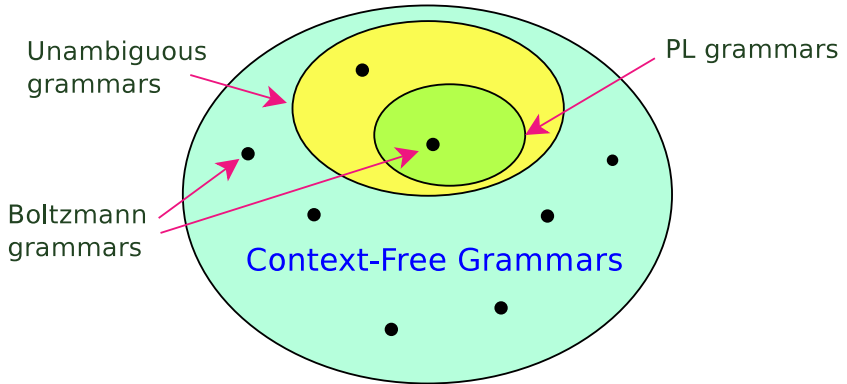 Unambiguous
grammars
PL grammars
Boltzmann
grammars
Context-Free Grammars